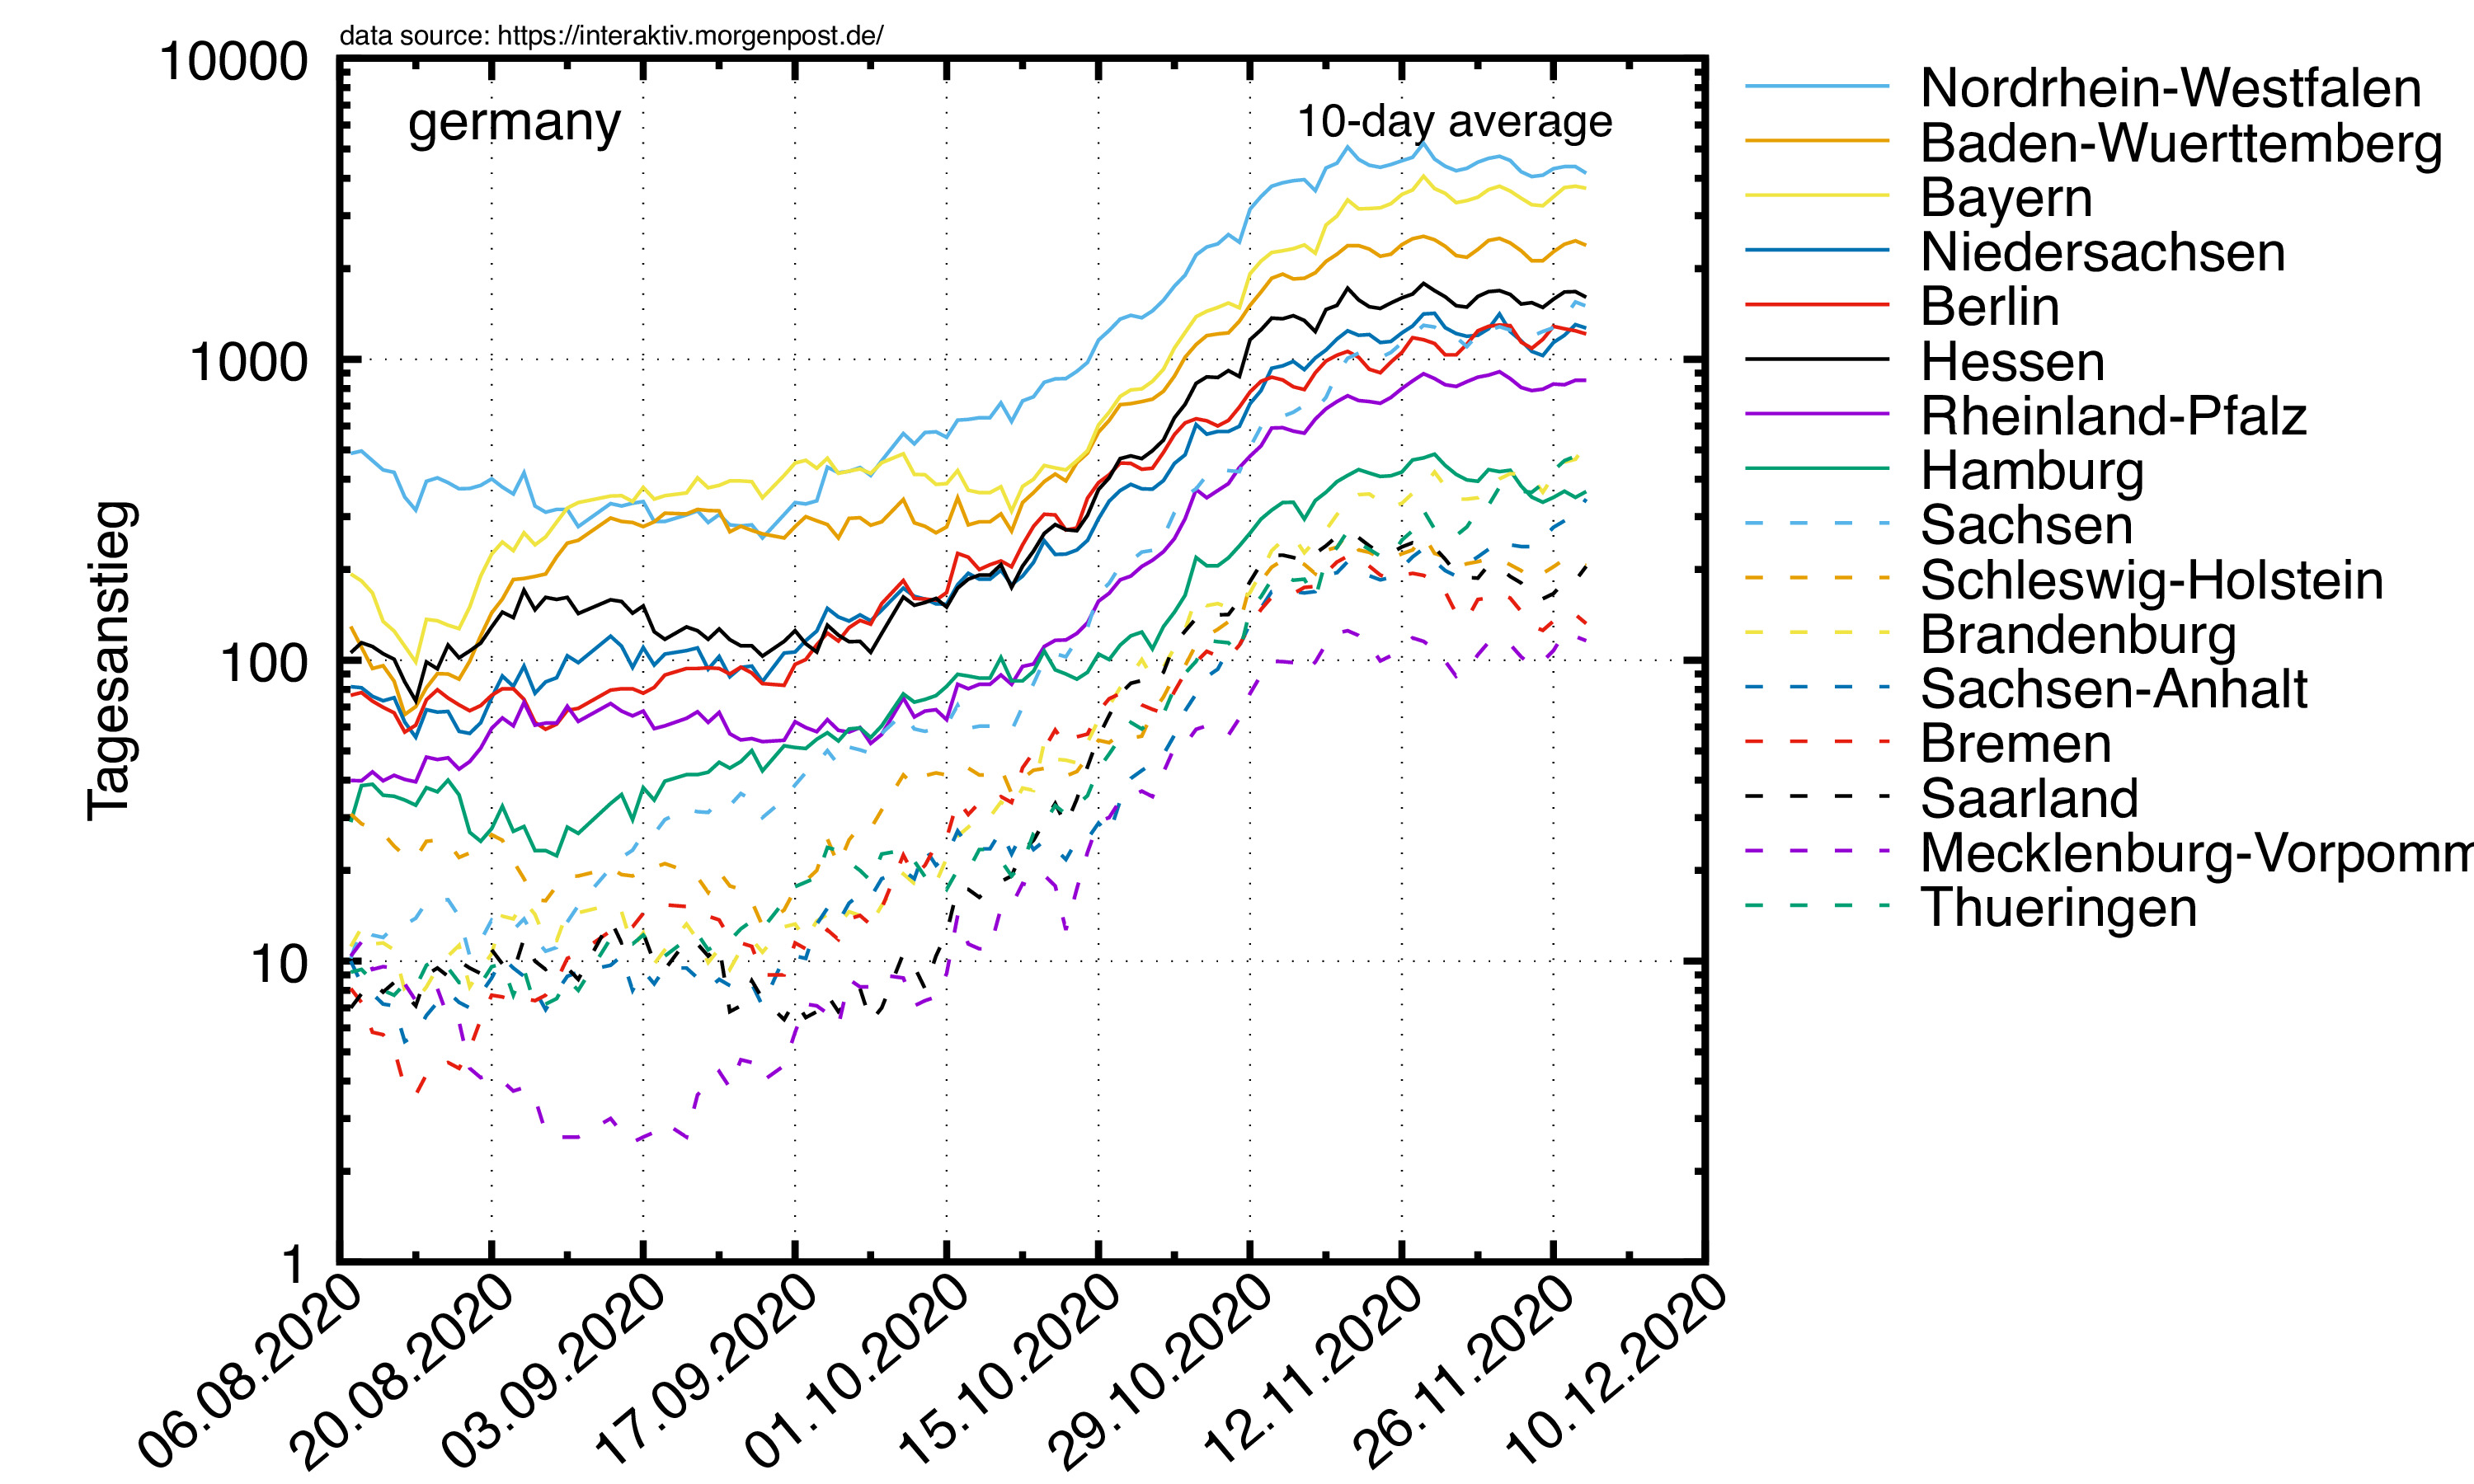 data source: https://interaktiv.morgenpost.de/
10000
1000
100
10
1
Tagesanstieg
germany
10-day average
Nordrhein-Westfalen
Baden-Wuerttemberg
Bayern
Niedersachsen
Berlin
Hessen
Rheinland-Pfalz
Hamburg
Sachsen
Schleswig-Holstein
Brandenburg
Sachsen-Anhalt
Bremen
Saarland
Mecklenburg-Vorpomm
Thueringen
06.08.2020
20.08.2020
03.09.2020
17.09.2020
01.10.2020
15.10.2020
29.10.2020
12.11.2020
26.11.2020
10.12.2020